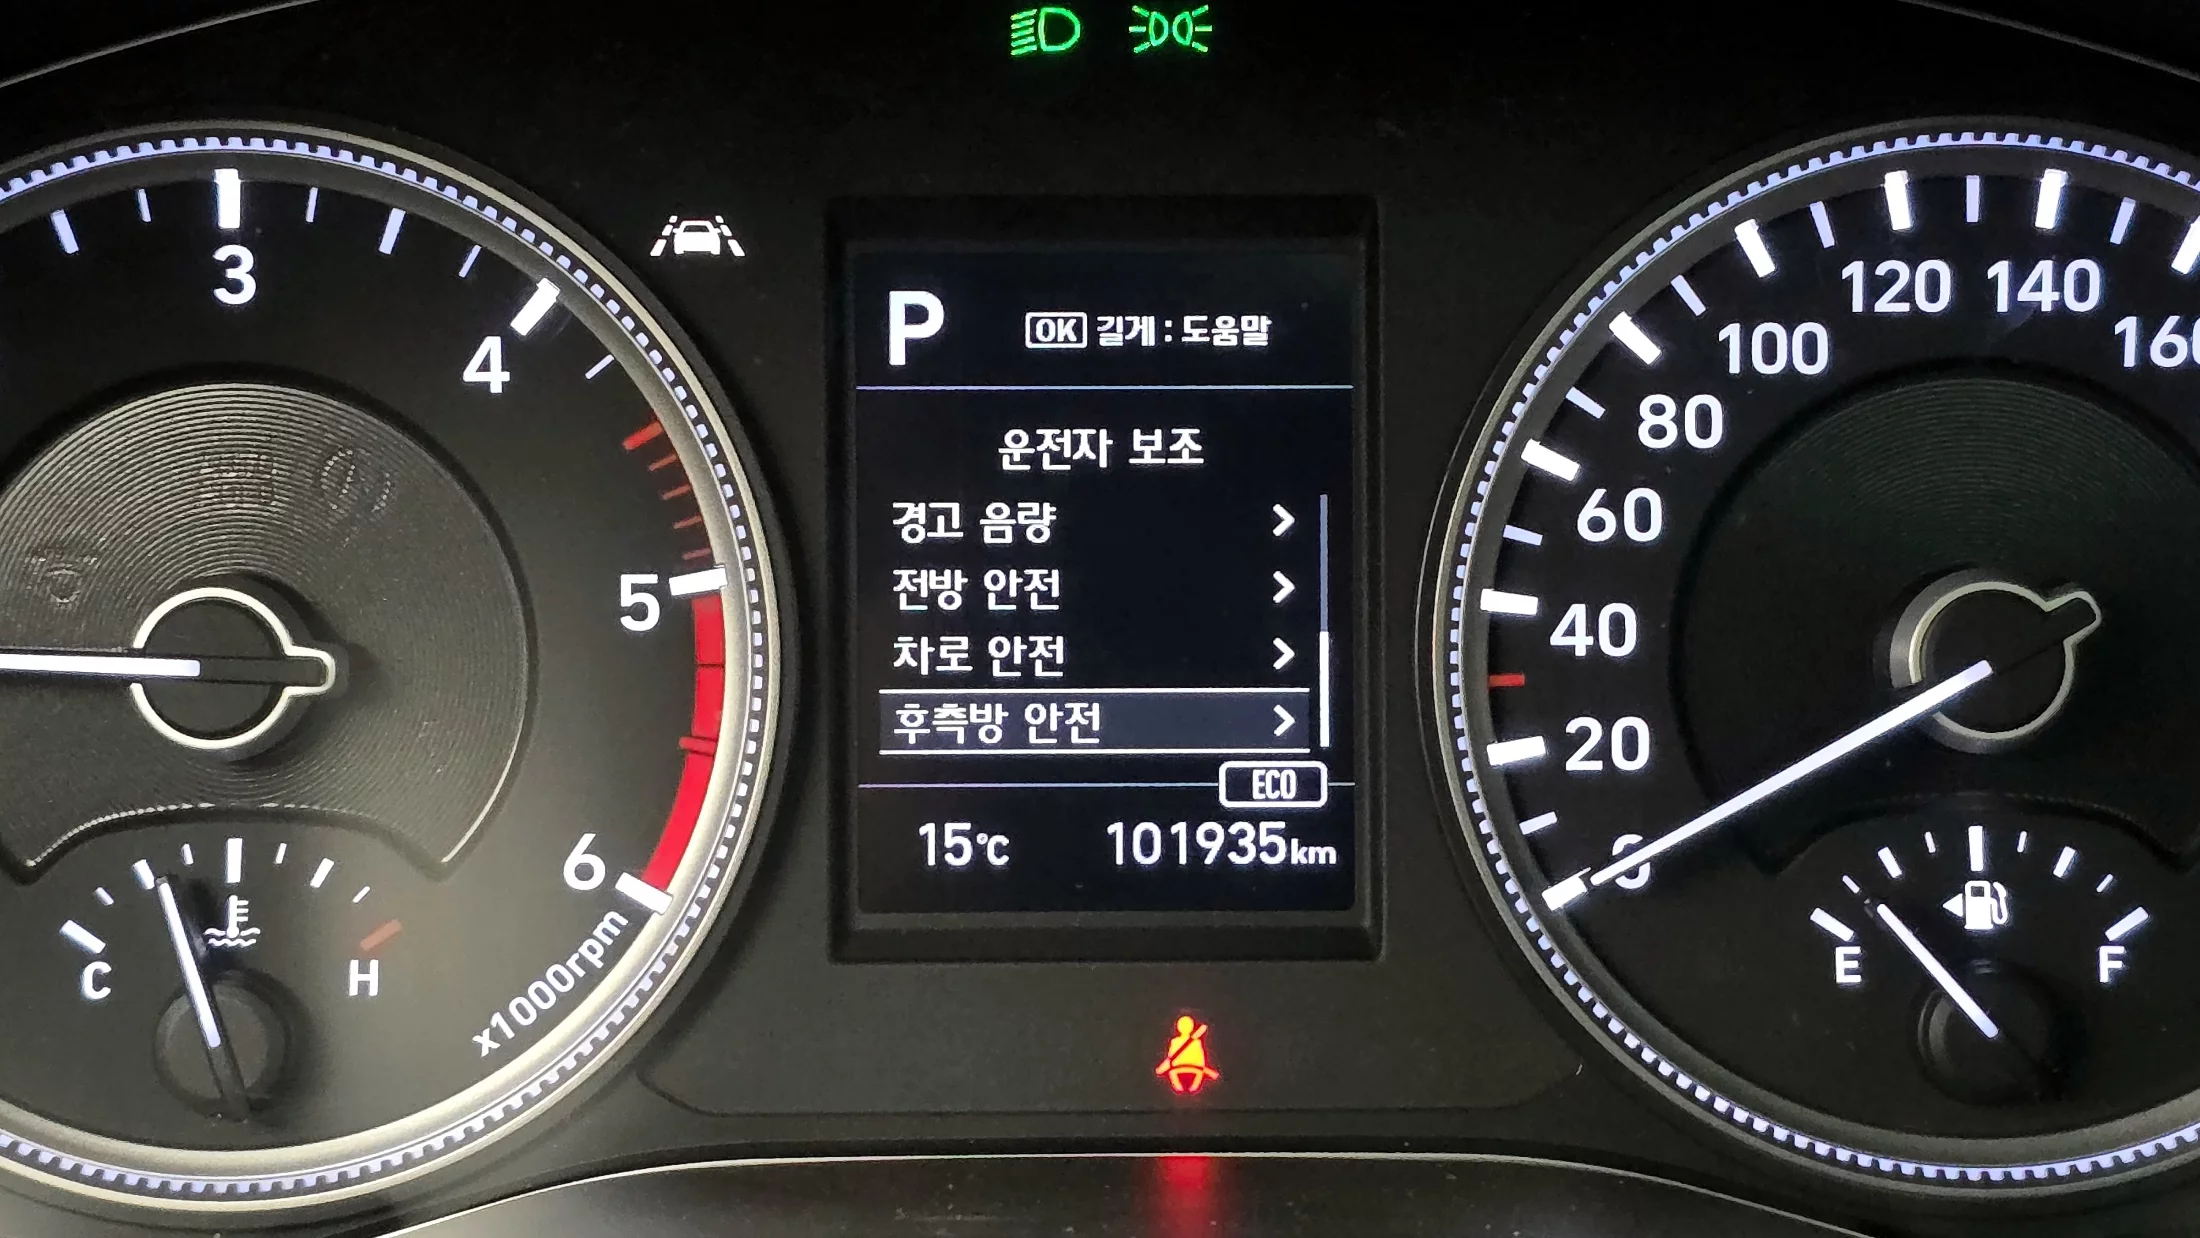 3
4
5
6
x1000rpm
C
H
P
OK 길게 : 도움말
운전자 보조
경고 음량
전방 안전
차로 안전
후측방 안전
ECO
15℃ 101935km
160
140
120
100
80
60
40
20
0
E
F